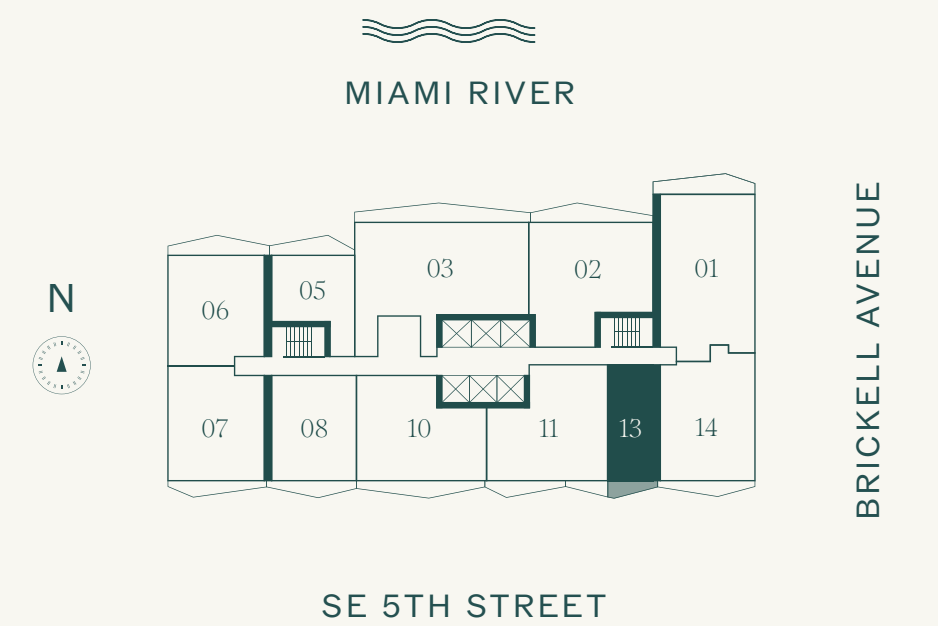 MIAMI RIVER
BRICKELL AVENUE
N
03
02
01
05
06
07
08
10
11
13
14
SE 5TH STREET